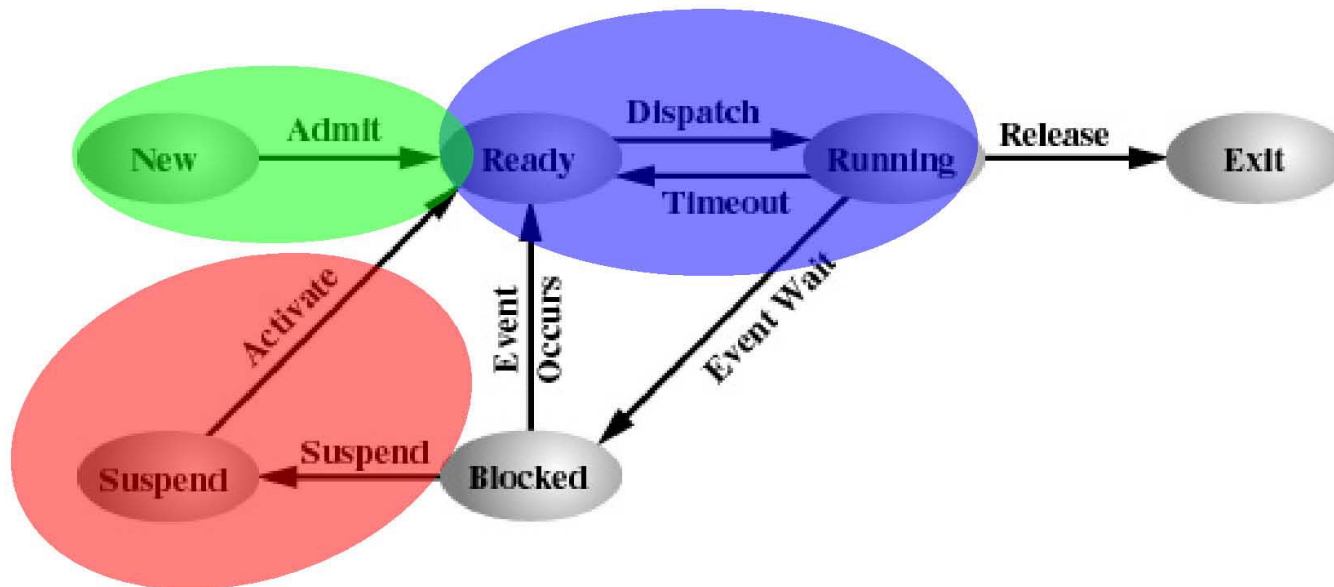 Admit
Dispatch
Release
New
Ready
Running
Exit
Timeout
Activate
Event
Occurs
Event Wait
Suspend
Suspend
Blocked